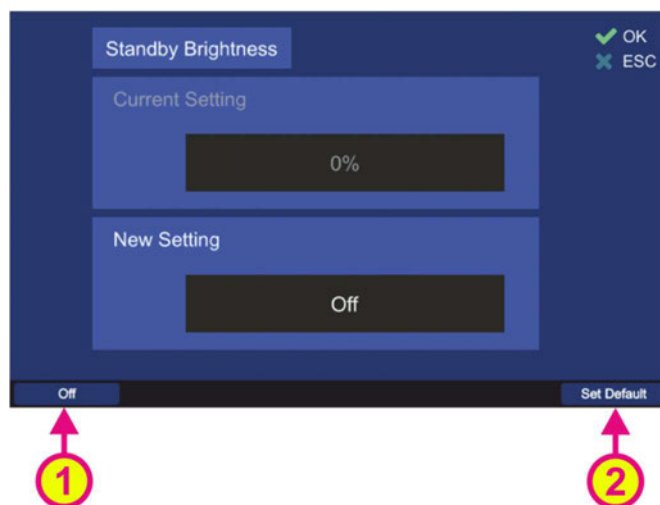 Standby Brightness
OK
ESC
Current Setting
0%
New Setting
Off
Off
Set Default
1
2